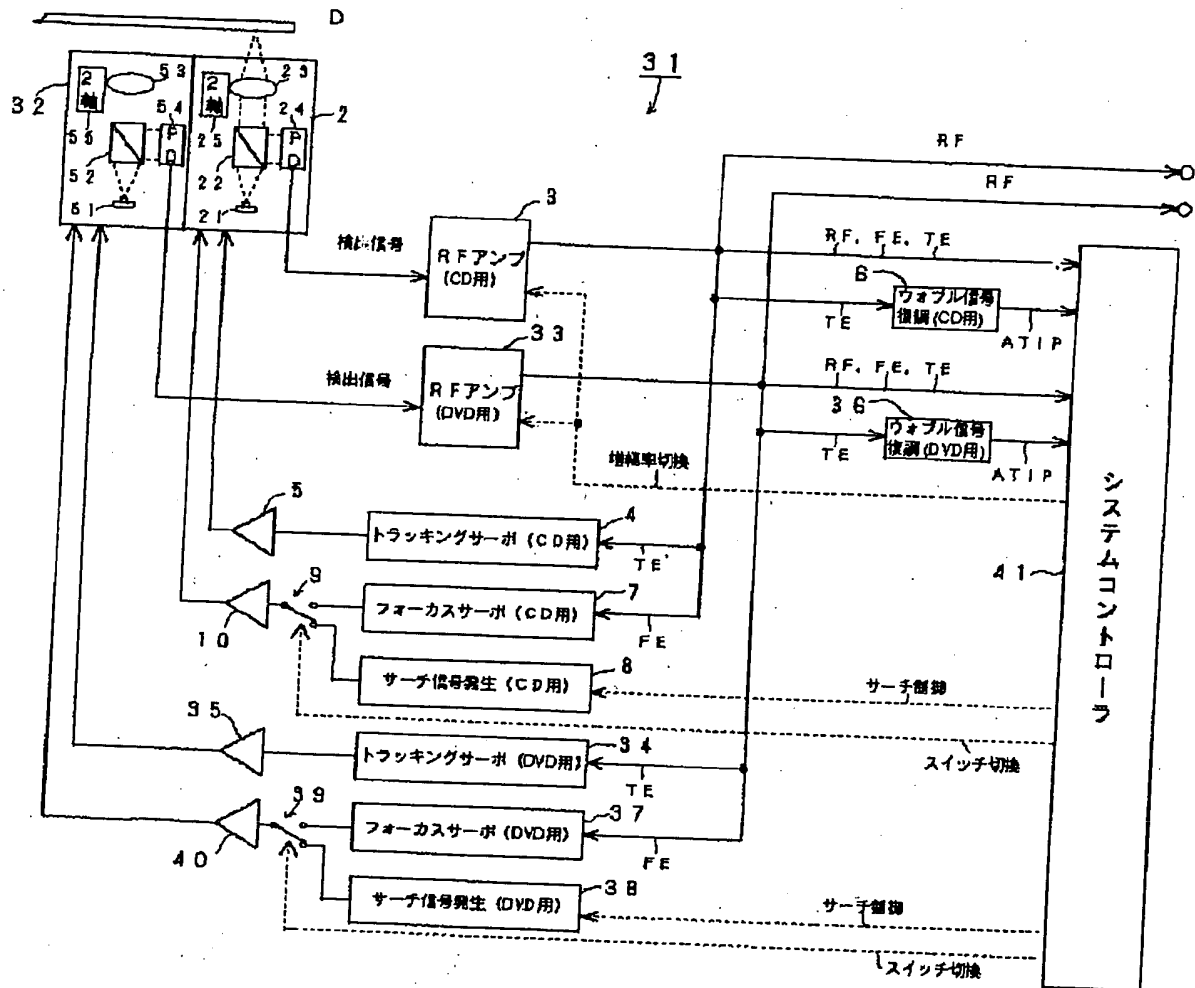 D
31
32
2
軸
53
54
PD
55
52
51
2
軸
23
24
PD
25
22
21
2
RF
RF
3
検出信号
RFアンプ
(CD用)
RF, FE, TE
6
ウォブル信号
復調(CD用)
TE
ATIP
33
検出信号
RFアンプ
(DVD用)
RF, FE, TE
36
ウォブル信号
復調(DVD用)
TE
ATIP
増幅率切換
システムコントローラ
41
5
トラッキングサーボ(CD用)
4
TE
9
10
フォーカスサーボ(CD用)
7
FE
サーチ信号発生(CD用)
8
サーチ制御
スイッチ切換
35
トラッキングサーボ(DVD用)
34
TE
39
40
フォーカスサーボ(DVD用)
37
FE
サーチ信号発生(DVD用)
38
サーチ制御
スイッチ切換